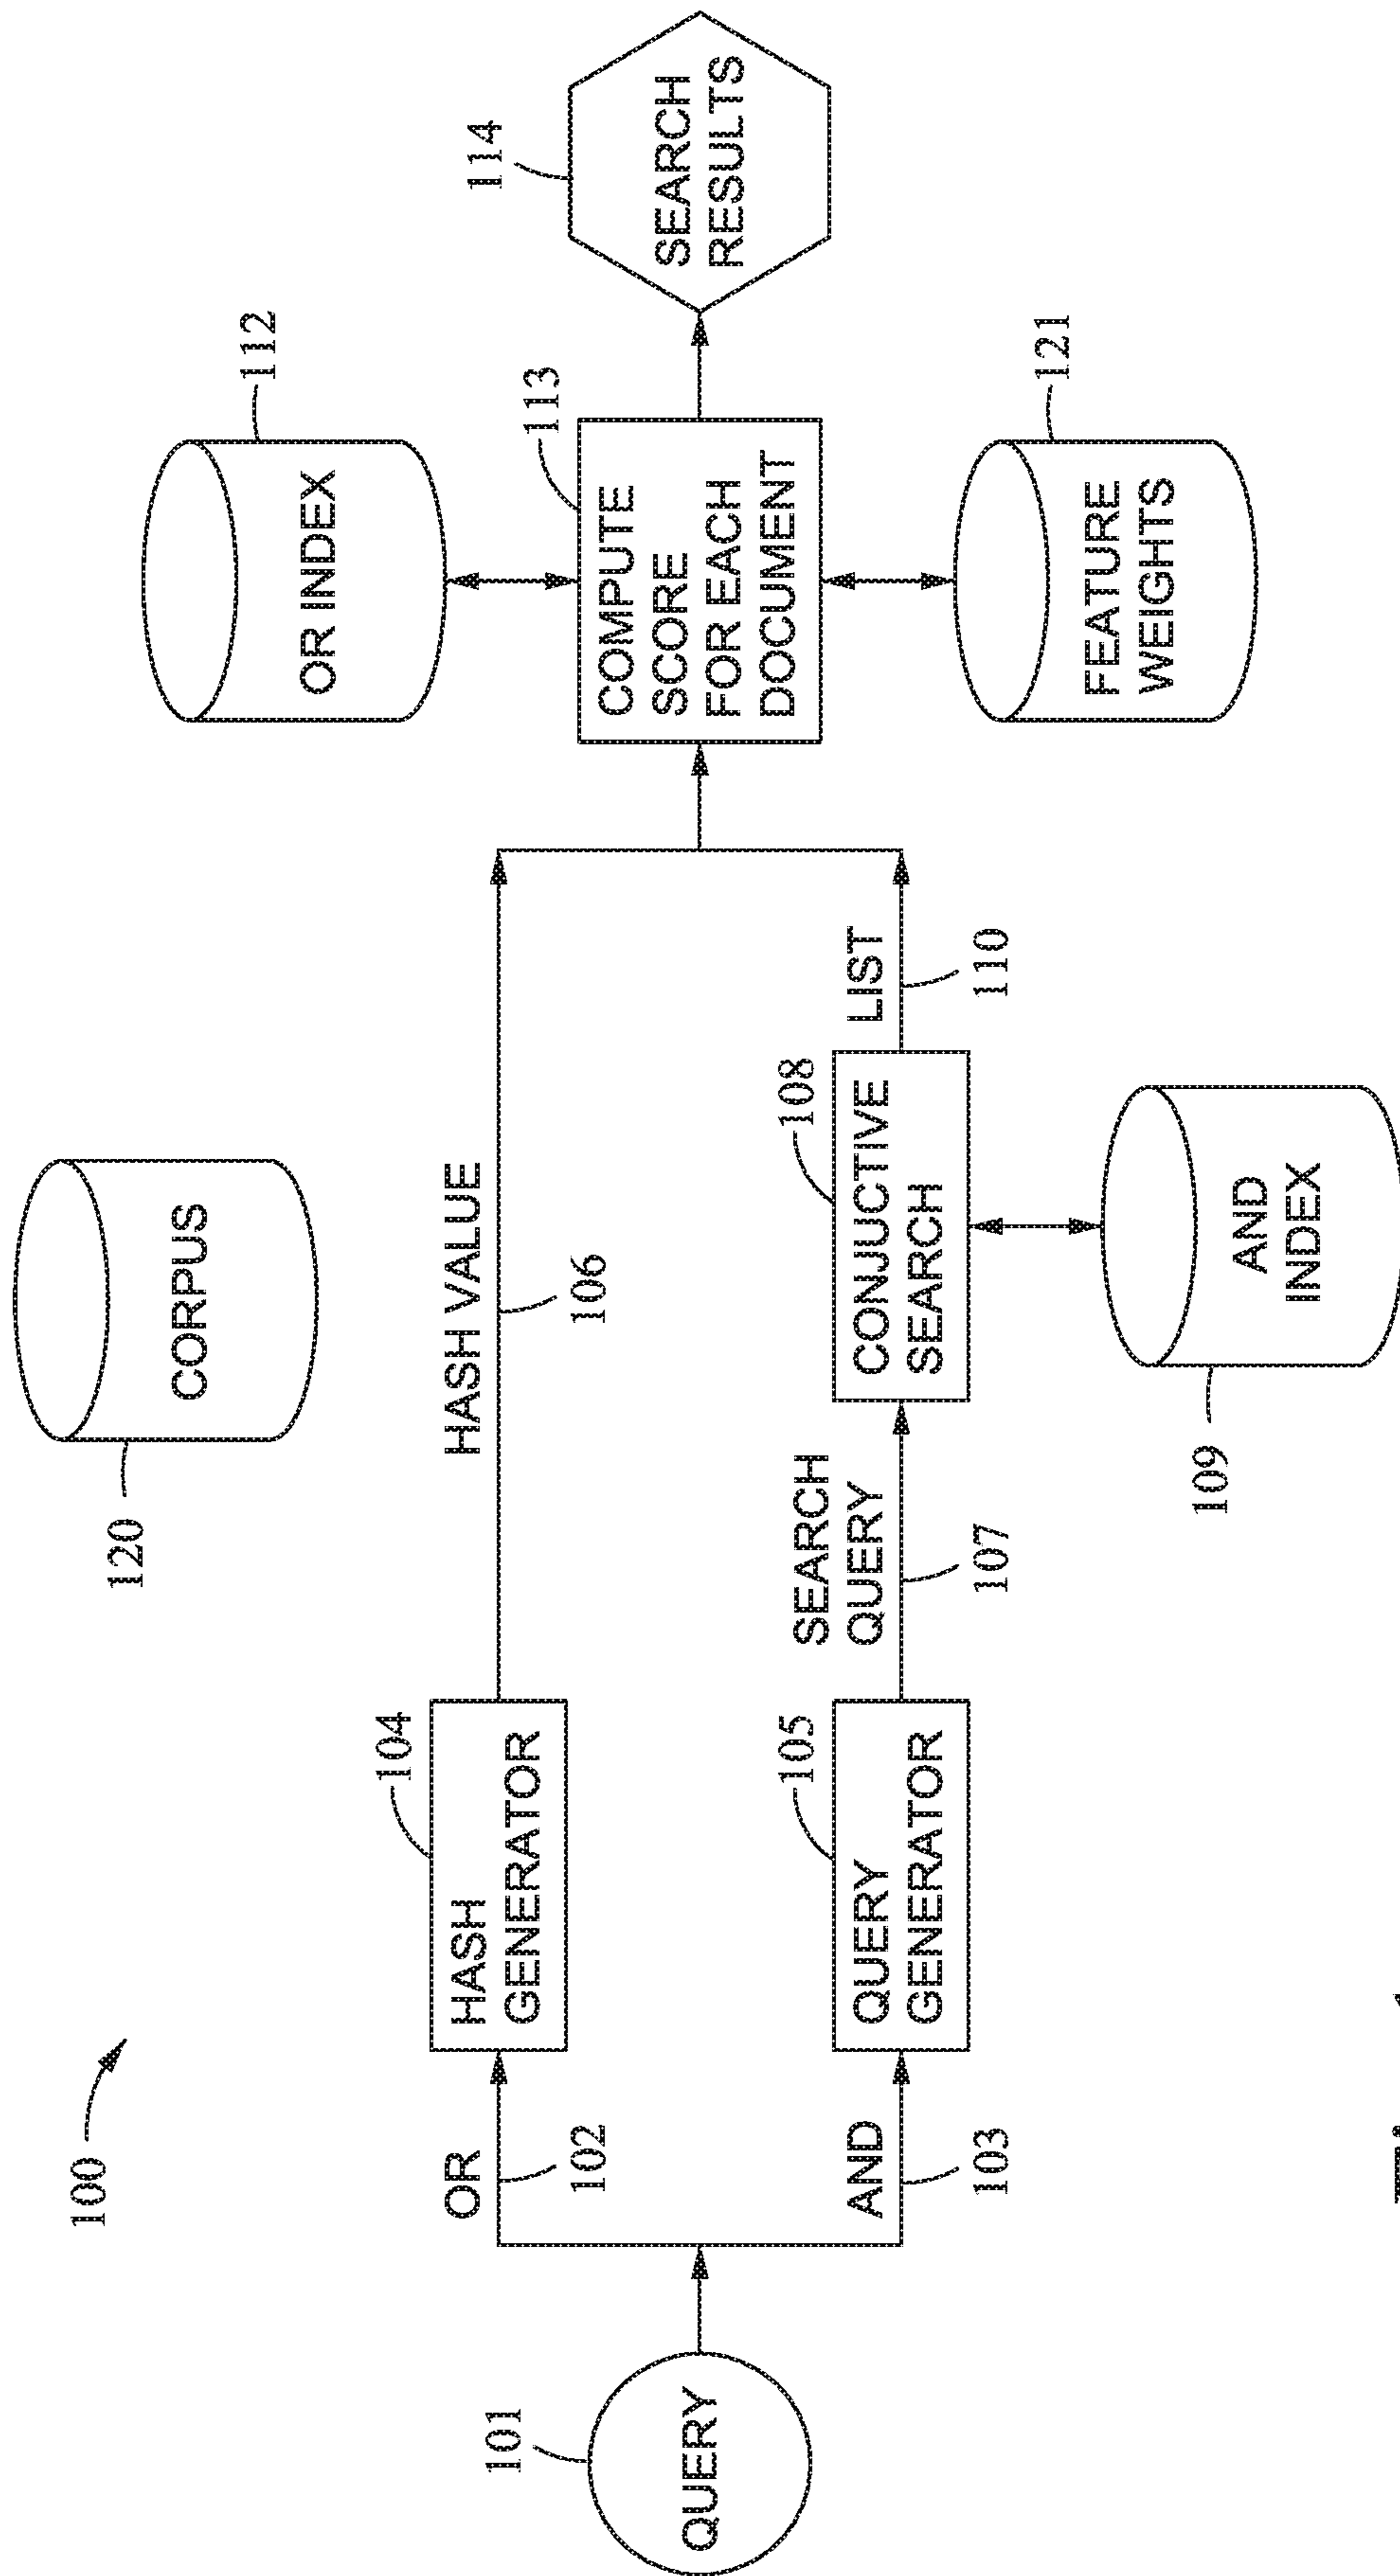 100
120
CORPUS
QUERY
101
OR
102
AND
103
HASH
GENERATOR
104
QUERY
GENERATOR
105
HASH VALUE
106
SEARCH
QUERY
107
CONJUCTIVE
SEARCH
108
AND
INDEX
109
LIST
110
OR INDEX
112
COMPUTE
SCORE
FOR EACH
DOCUMENT
113
FEATURE
WEIGHTS
121
SEARCH
RESULTS
114